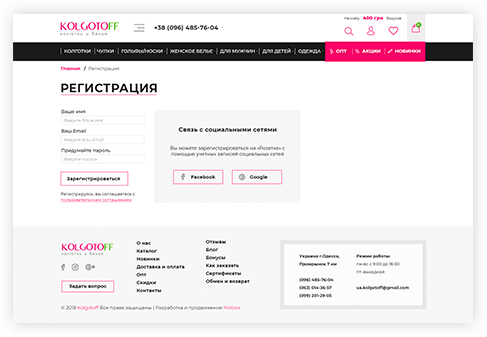 KOLGOTOFF
колготки и белье
+38 (096) 485-76-04
На счету 400 грн
КОЛГОТКИ
ЧУЛКИ
ГОЛЬФЫ/НОСКИ
ЖЕНСКОЕ БЕЛЬЕ
ДЛЯ МУЖЧИН
ДЛЯ ДЕТЕЙ
ОДЕЖДА
ОПТ
% АКЦИИ
НОВИНКИ
Главная / Регистрация
РЕГИСТРАЦИЯ
Ваше имя
Введите Ваше имя
Ваш Email
Введите Ваш Email
Придумайте пароль
Введите пароль
Зарегистрироваться
Регистрируясь, вы соглашаетесь с
пользовательским соглашением
Связь с социальными сетями
Вы можете зарегистрироваться на «Розетке» с
помощью учетных записей социальных сетей
Facebook
Google
KOLGOTOFF
колготки и белье
Задать вопрос
О нас
Каталог
Новинки
Доставка и оплата
Опт
Скидки
Контакты
Отзывы
Блог
Бонусы
Как заказать
Сертификаты
Обмен и возврат
Украина г.Одесса,
Промрынок 7 км
(096) 485-76-04
(063) 014-36-57
(099) 201-29-05
Режим работы:
пн-вс с 9:00 до 18:00
пт-выходной
ua.kolgotoff@gmail.com
© 2018 Kolgotoff Все права защищены | Разработка и продвижение